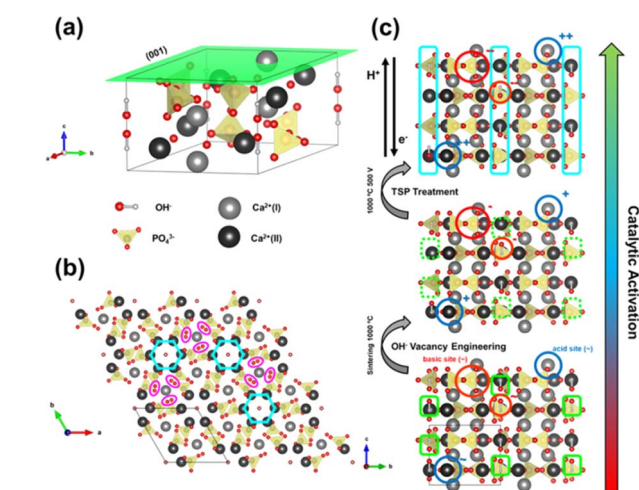 (a)
(001)
c
a
b
OH-
Ca²⁺(I)
PO₄³⁻
Ca²⁺(II)
(b)
b
a
(c)
++
-
H⁺
e⁻
++
1000 °C 500 V
TSP Treatment
+
-
+
Sintering 1000 °C
OH⁻ Vacancy Engineering
basic site (~)
acid site (~)
~
~
c
b
Catalytic Activation